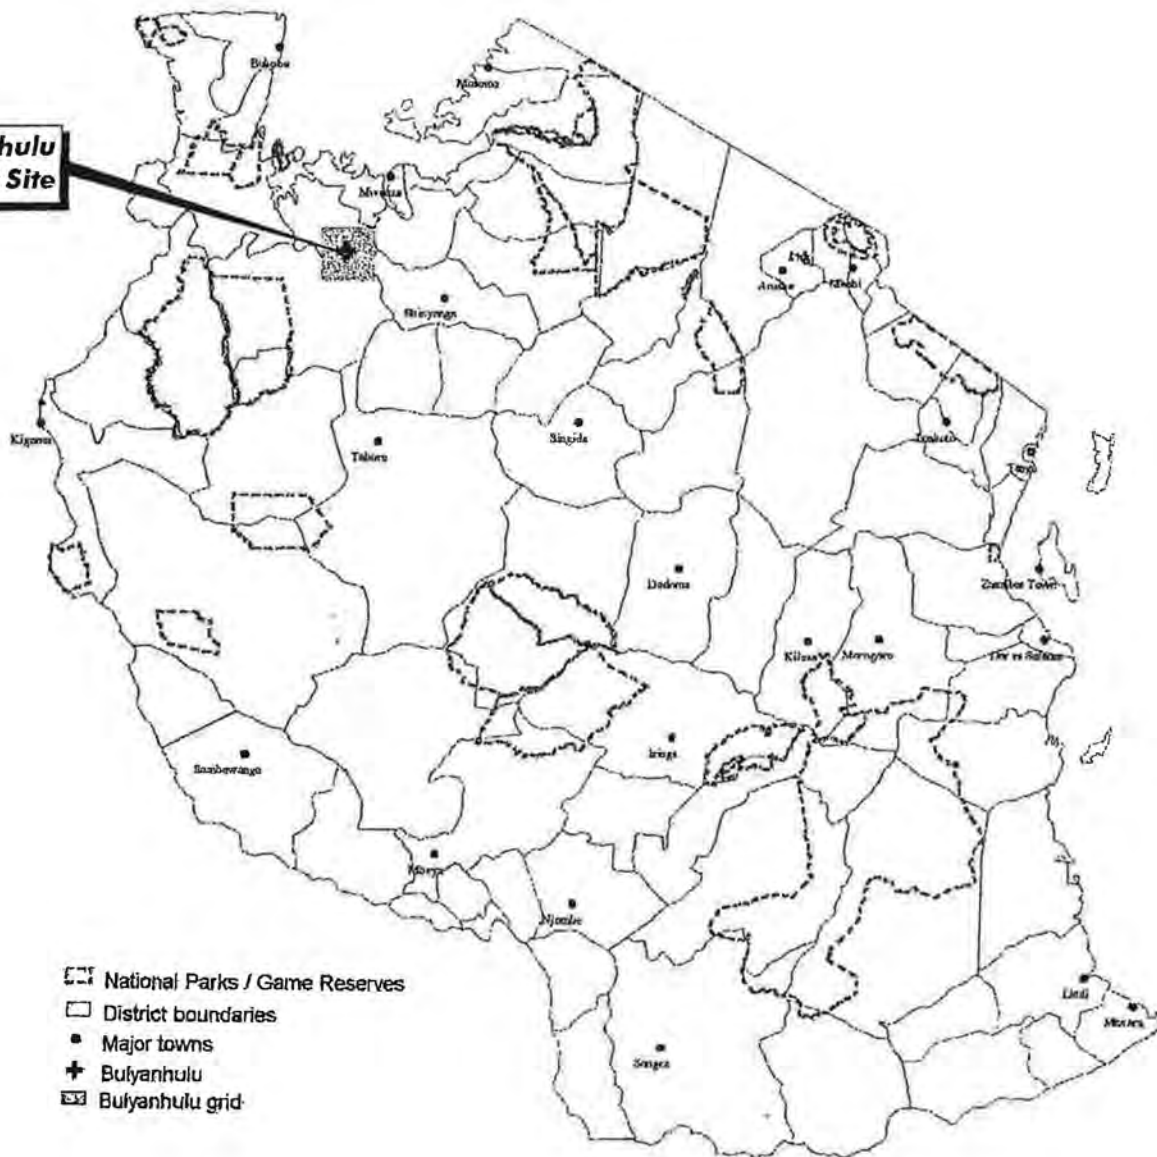 Bukoba
Musoma
hulu
Site
Mwanza
Arusha
Moshi
Shinyanga
Kigoma
Tabora
Singida
Lushoto
Tanga
Dodoma
Zanzibar Town
Kilosa
Morogoro
Dar es Salaam
Iringa
Sumbawanga
Mbeya
Njombe
National Parks / Game Reserves
District boundaries
Major towns
Bulyanhulu
Bulyanhulu grid
Lindi
Mtwara
Songea